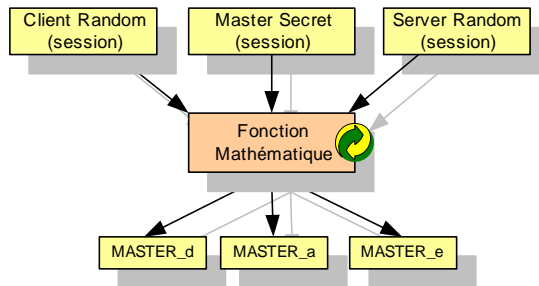 Client Random
(session)
Master Secret
(session)
Server Random
(session)
Fonction
Mathématique
MASTER_d
MASTER_a
MASTER_e